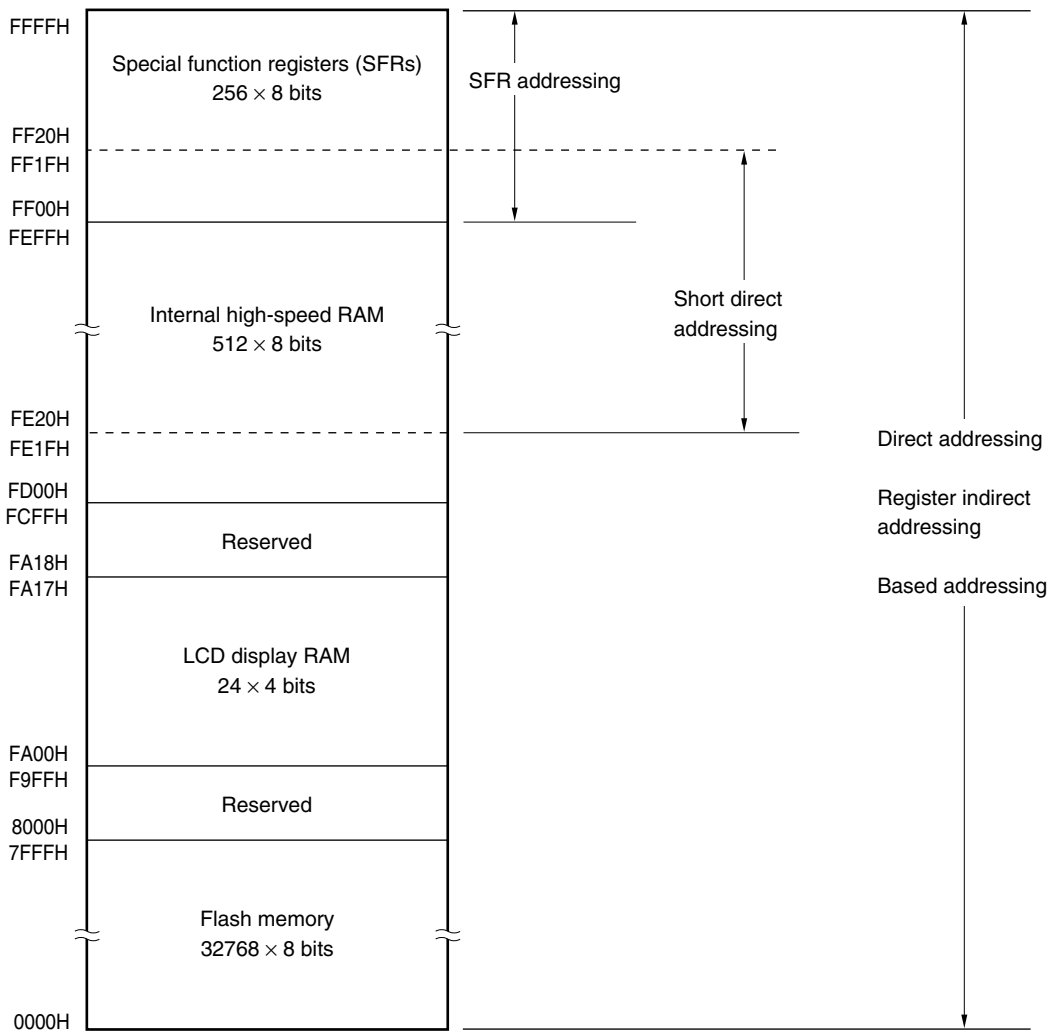 FFFFH
Special function registers (SFRs)
256 × 8 bits
SFR addressing
FF20H
FF1FH
FF00H
FEFFH
Internal high-speed RAM
512 × 8 bits
Short direct
addressing
FE20H
FE1FH
Direct addressing
FD00H
FCFFH
Register indirect
addressing
Reserved
FA18H
FA17H
Based addressing
LCD display RAM
24 × 4 bits
FA00H
F9FFH
Reserved
8000H
7FFFH
Flash memory
32768 × 8 bits
0000H